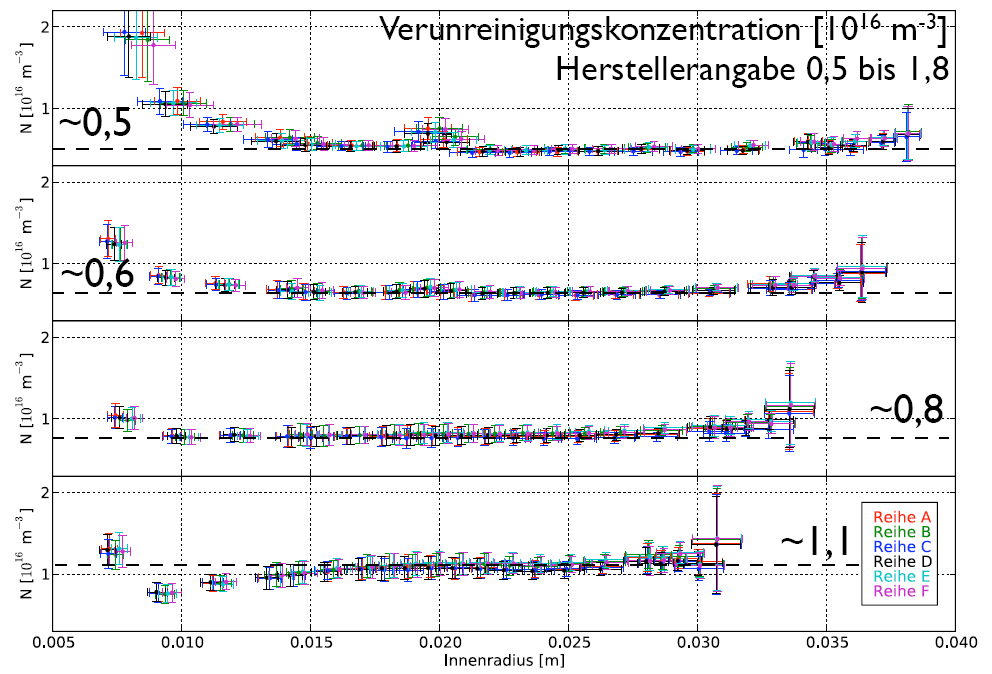 Verunreinigungskonzentration [10¹⁶ m⁻³]
Herstellerangabe 0,5 bis 1,8
2
1
N [10¹⁶ m⁻³ ]
~0,5
2
1
N [10¹⁶ m⁻³ ]
~0,6
2
1
N [10¹⁶ m⁻³ ]
~0,8
2
1
N [10¹⁶ m⁻³ ]
~1,1
Reihe A
Reihe B
Reihe C
Reihe D
Reihe E
Reihe F
0.005 0.010 0.015 0.020 0.025 0.030 0.035 0.040
Innenradius [m]